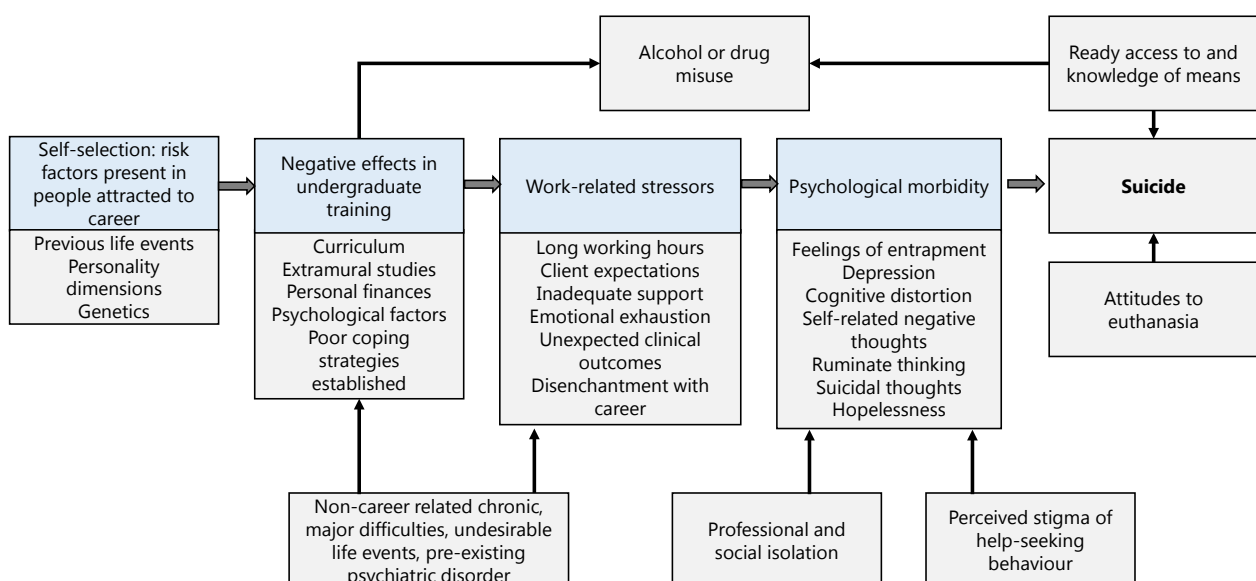 Alcohol or drug
misuse
Ready access to and
knowledge of means
Self-selection: risk
factors present in
people attracted to
career
Previous life events
Personality
dimensions
Genetics
Negative effects in
undergraduate
training
Curriculum
Extramural studies
Personal finances
Psychological factors
Poor coping
strategies
established
Work-related stressors
Long working hours
Client expectations
Inadequate support
Emotional exhaustion
Unexpected clinical
outcomes
Disenchantment with
career
Psychological morbidity
Feelings of entrapment
Depression
Cognitive distortion
Self-related negative
thoughts
Ruminate thinking
Suicidal thoughts
Hopelessness
Suicide
Attitudes to
euthanasia
Non-career related chronic,
major difficulties, undesirable
life events, pre-existing
psychiatric disorder
Professional and
social isolation
Perceived stigma of
help-seeking
behaviour